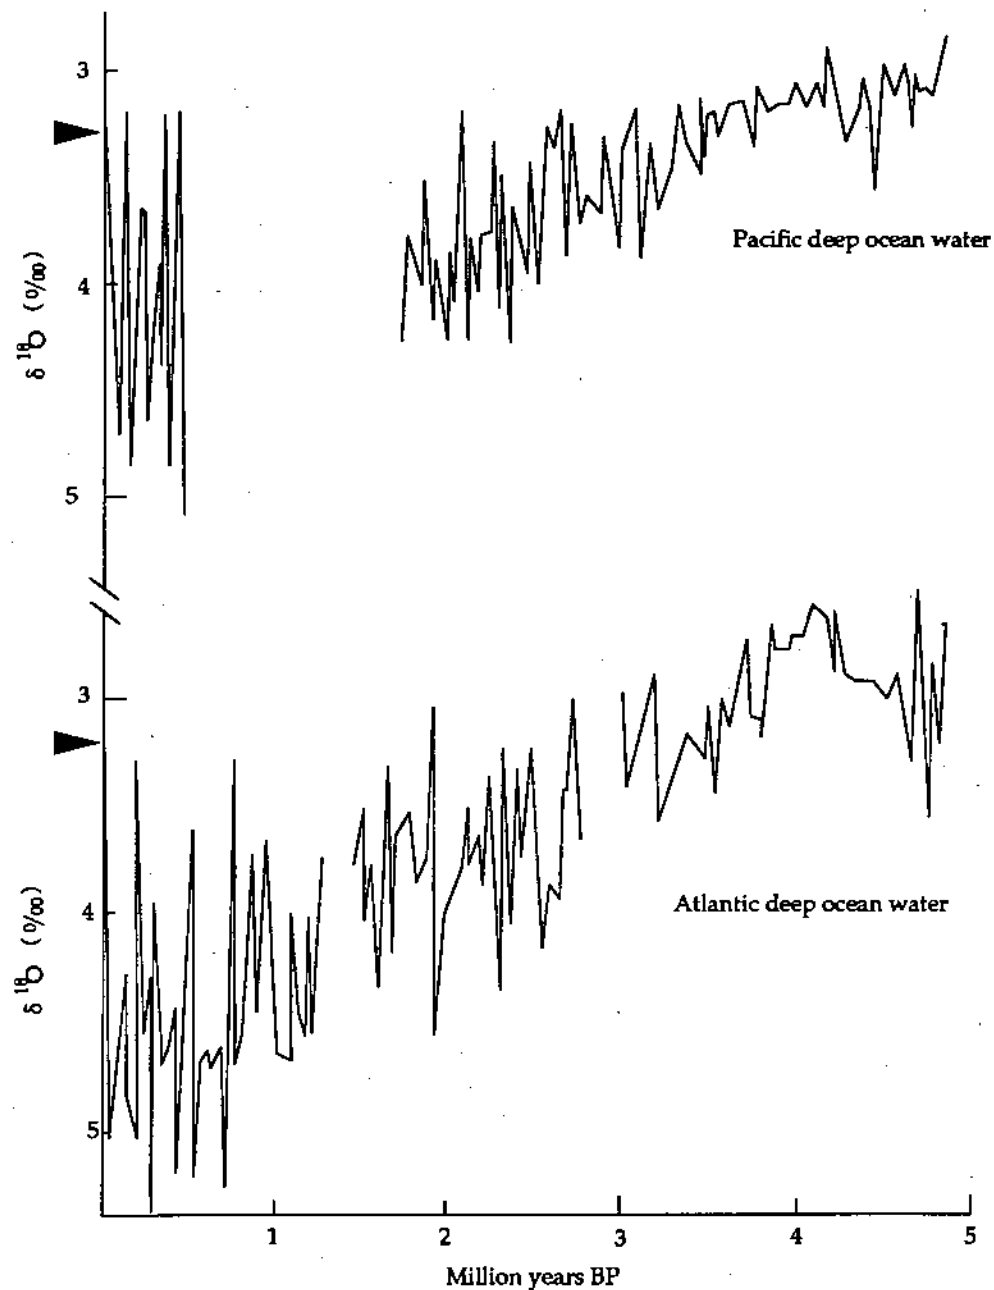 3
4
5
δ 18O (0/00)
Pacific deep ocean water
3
4
5
δ 18O (0/00)
Atlantic deep ocean water
1 2 3 4 5
Million years BP